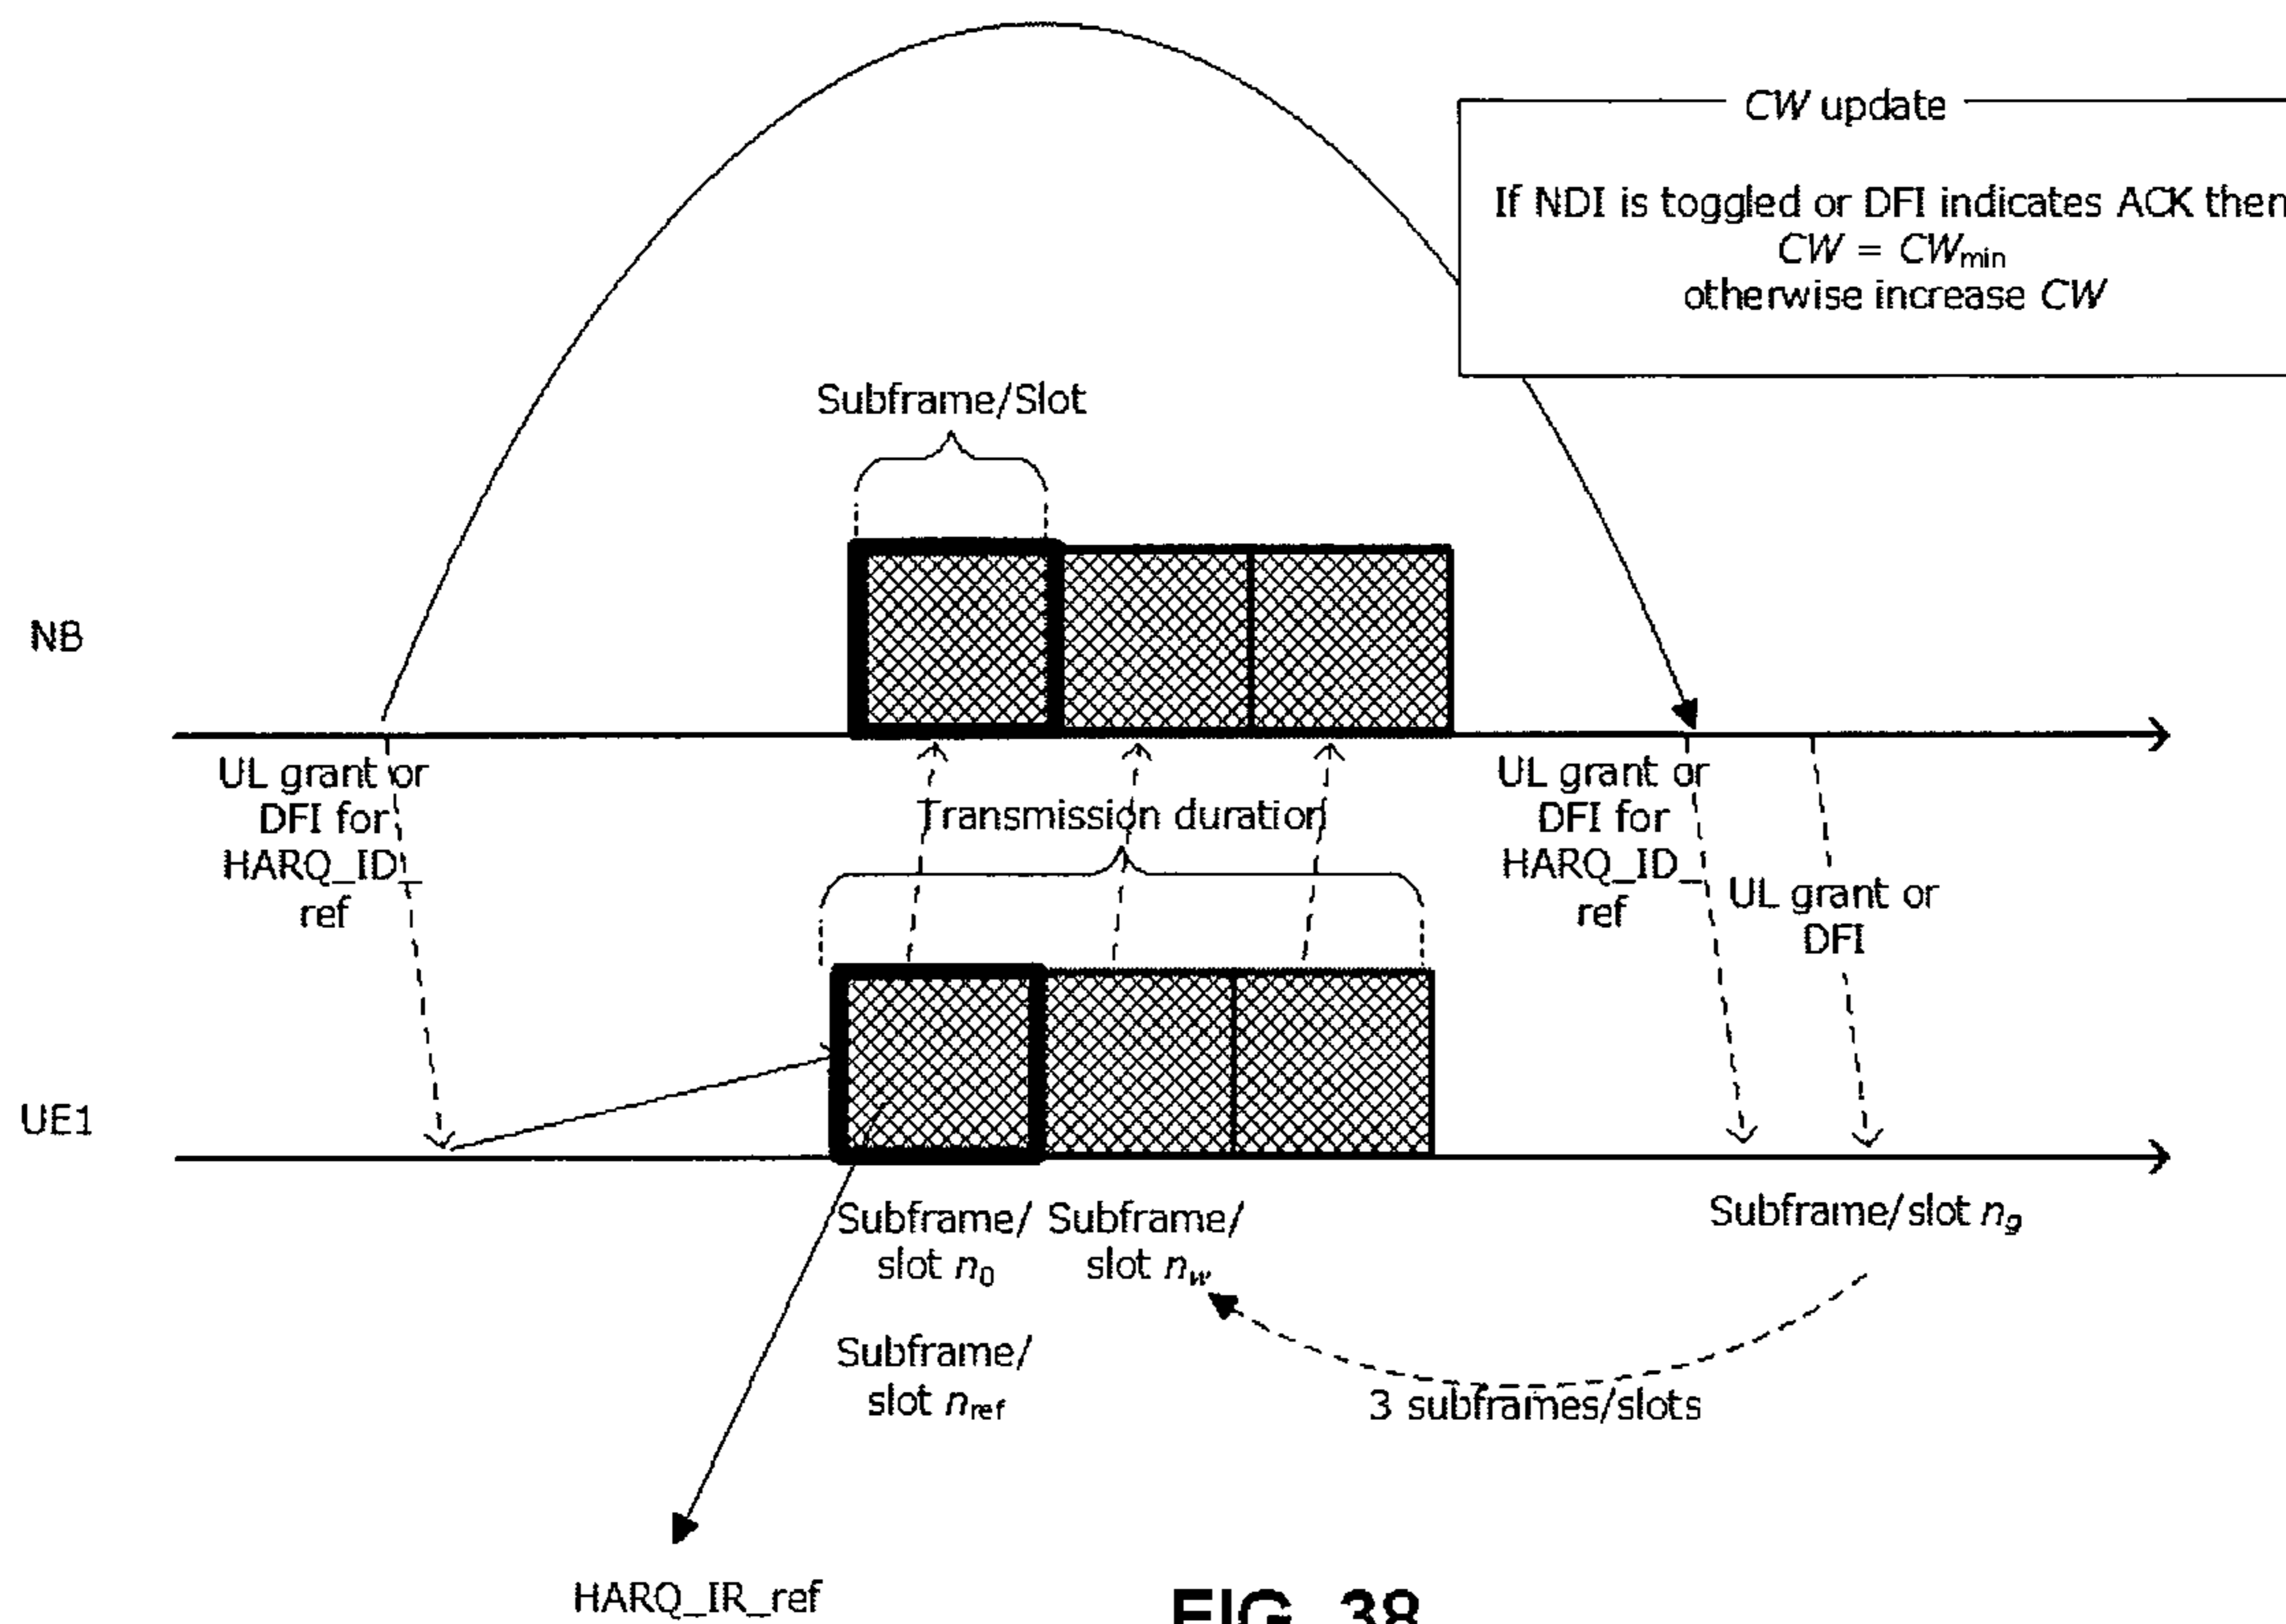 CW update
If NDI is toggled or DFI indicates ACK then
CW = CWmin
otherwise increase CW
Subframe/Slot
NB
UL grant or
DFI for
HARQ_ID_
ref
Transmission duration
UL grant or
DFI for
HARQ_ID_
ref
UL grant or
DFI
UE1
Subframe/
slot n0
Subframe/
slot nw
Subframe/slot ng
Subframe/
slot nref
3 subframes/slots
HARQ_IR_ref
FIG. 38